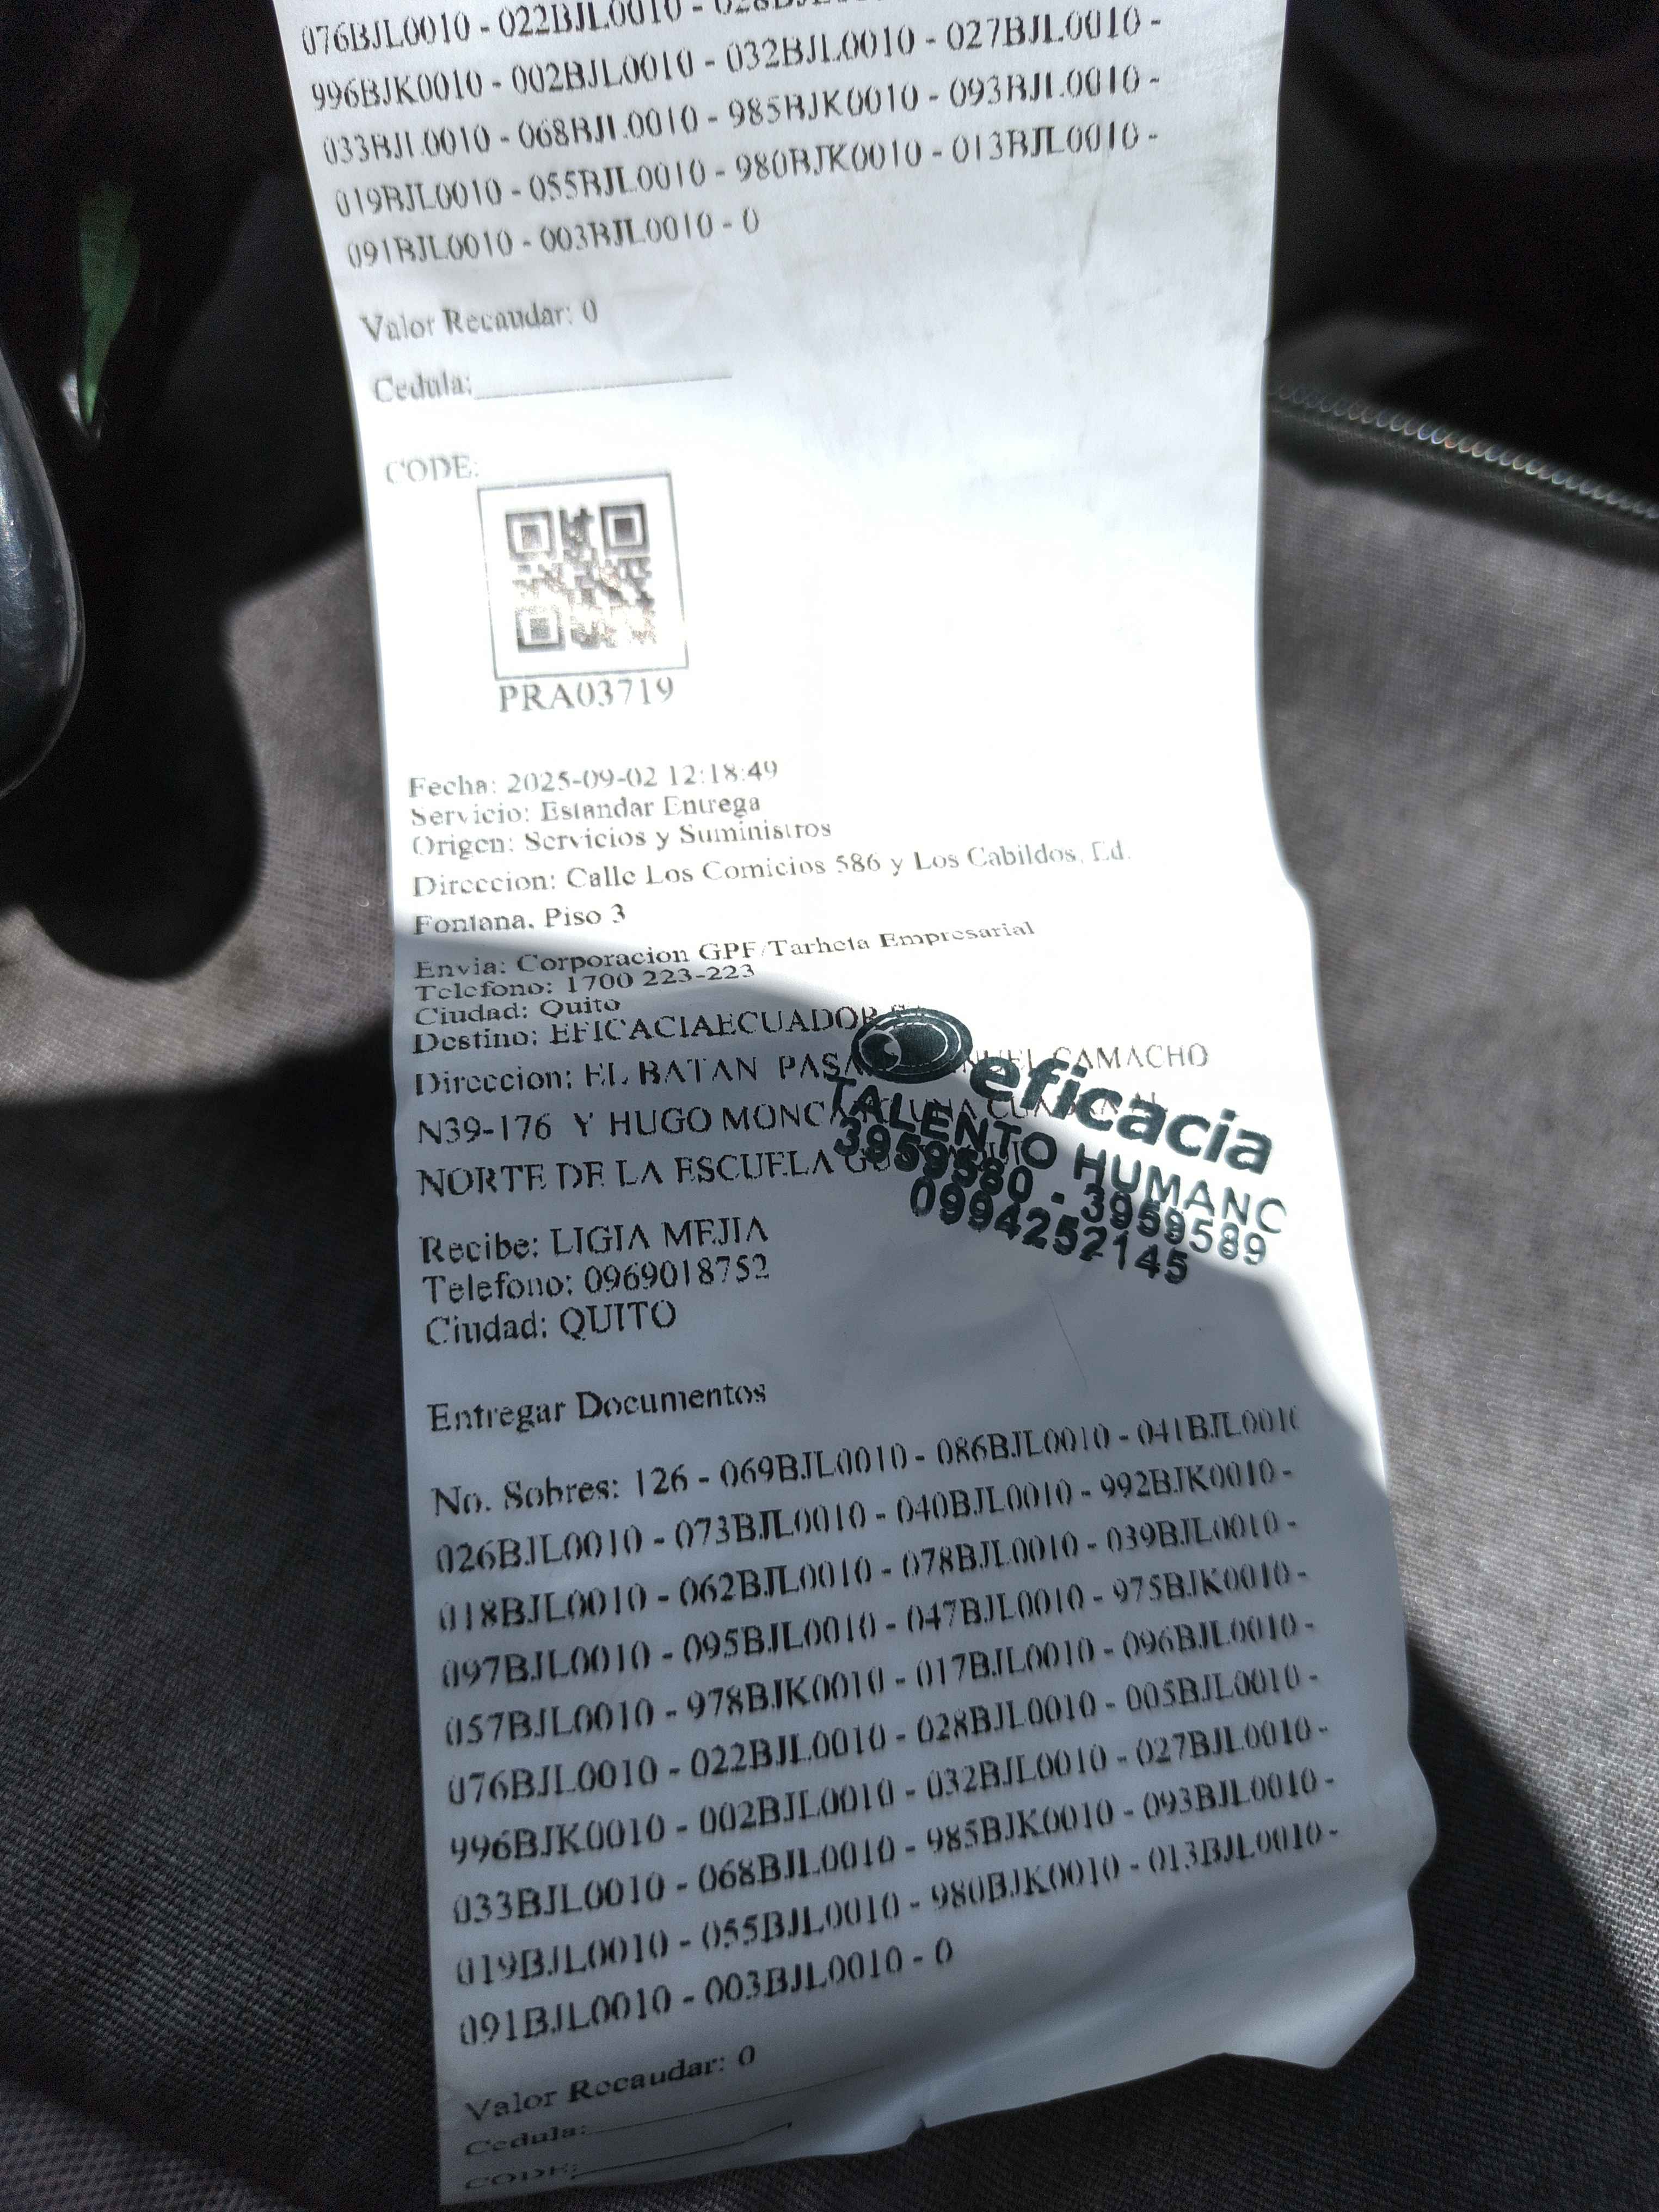 076BJL0010 - 022BJL0010 -
996BJK0010 - 002BJL0010 - 032BJL0010 - 027BJL0010 -
033BJL0010 - 068BJL0010 - 985BJK0010 - 093BJL0010 -
019BJL0010 - 055BJL0010 - 980BJK0010 - 013BJL0010 -
091BJL0010 - 003BJL0010 - 0
Valor Recaudar: 0
Cedula:
CODE:
PRA03719
Fecha: 2025-09-02 12:18:49
Servicio: Estandar Entrega
Origen: Servicios y Suministros
Direccion: Calle Los Comicios 586 y Los Cabildos, Ed.
Fontana, Piso 3
Envia: Corporacion GPF/Tarheta Empresarial
Telefono: 1700 223-223
Ciudad: Quito
Destino: EFICACIAECUADOR
Direccion: EL BATAN CAMACHO
N39-176 Y HUGO
NORTE DE LA ESCUELA
eficacia
TALENTO HUMANO
3959580 - 3959589
0994252145
Recibe: LIGIA MEJIA
Telefono: 0969018752
Ciudad: QUITO
Entregar Documentos
No. Sobres: 126 - 069BJL0010 - 086BJL0010 - 041BJL0010
026BJL0010 - 073BJL0010 - 040BJL0010 - 992BJK0010 -
018BJL0010 - 062BJL0010 - 078BJL0010 - 039BJL0010 -
097BJL0010 - 095BJL0010 - 047BJL0010 - 975BJK0010 -
057BJL0010 - 978BJK0010 - 017BJL0010 - 096BJL0010 -
076BJL0010 - 022BJL0010 - 028BJL0010 - 005BJL0010 -
996BJK0010 - 002BJL0010 - 032BJL0010 - 027BJL0010 -
033BJL0010 - 068BJL0010 - 985BJK0010 - 093BJL0010 -
019BJL0010 - 055BJL0010 - 980BJK0010 - 013BJL0010 -
091BJL0010 - 003BJL0010 - 0
Valor Recaudar: 0
Cedula:
CODE: